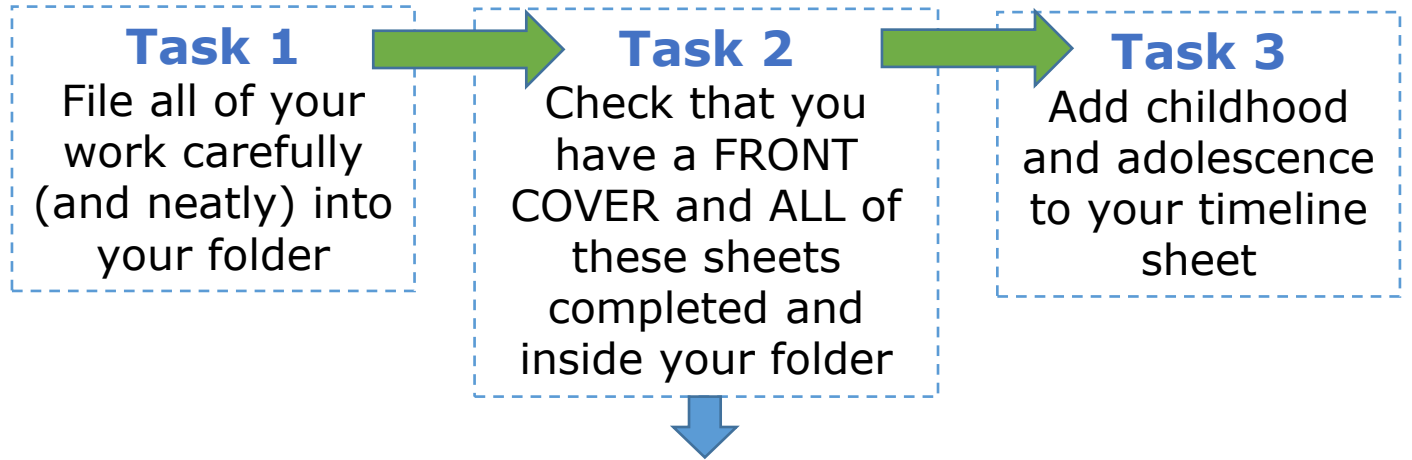 Task 1
File all of your
work carefully
(and neatly) into
your folder
Task 2
Check that you
have a FRONT
COVER and ALL of
these sheets
completed and
inside your folder
Task 3
Add childhood
and adolescence
to your timeline
sheet